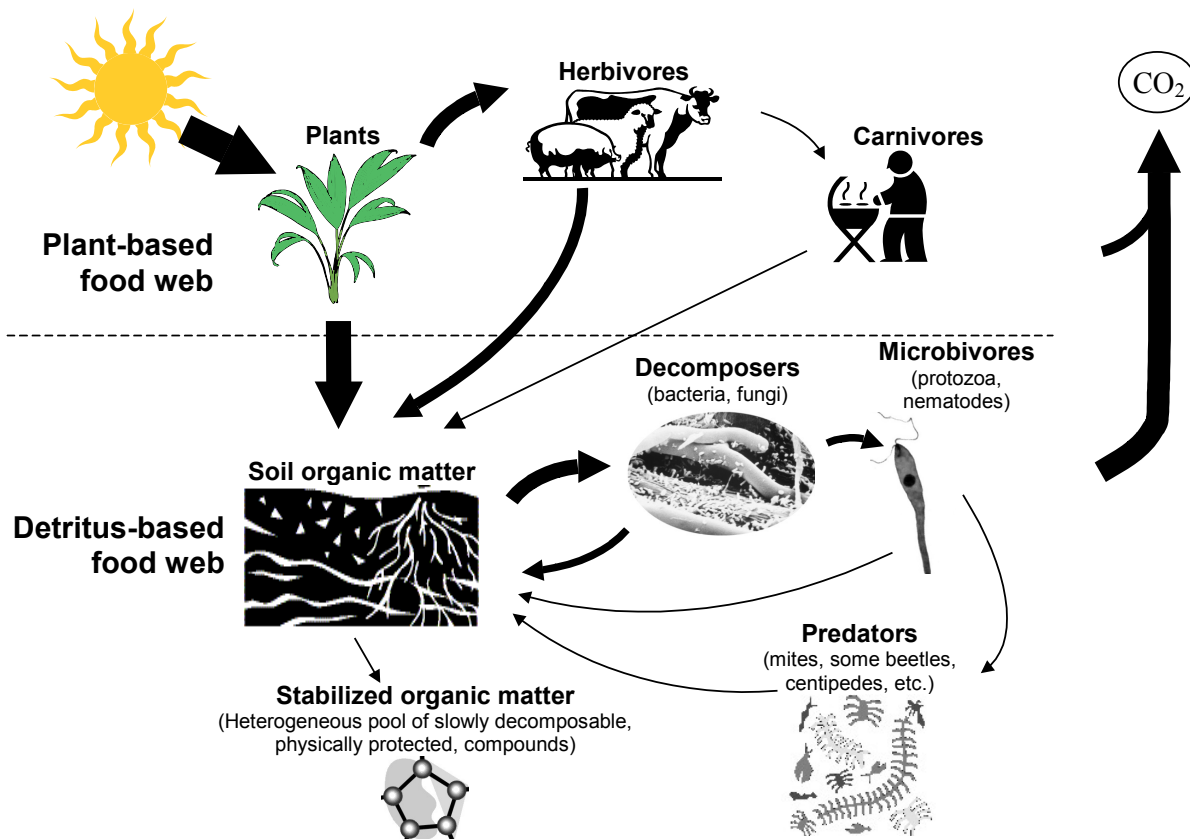 Herbivores
CO₂
Plants
Carnivores
Plant-based
food web
Decomposers
(bacteria, fungi)
Microbivores
(protozoa,
nematodes)
Soil organic matter
Detritus-based
food web
Predators
(mites, some beetles,
centipedes, etc.)
Stabilized organic matter
(Heterogeneous pool of slowly decomposable,
physically protected, compounds)